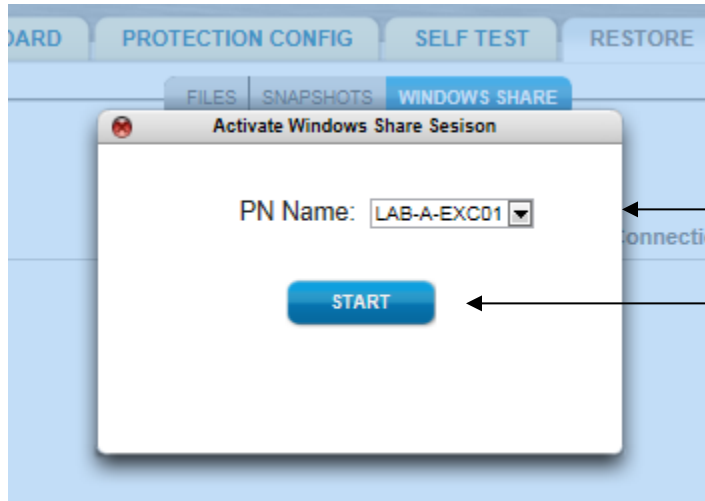 ARD PROTECTION CONFIG SELF TEST RESTORE
FILES SNAPSHOTS WINDOWS SHARE
Activate Windows Share Sesison
PN Name: LAB-A-EXC01
onnecti
START